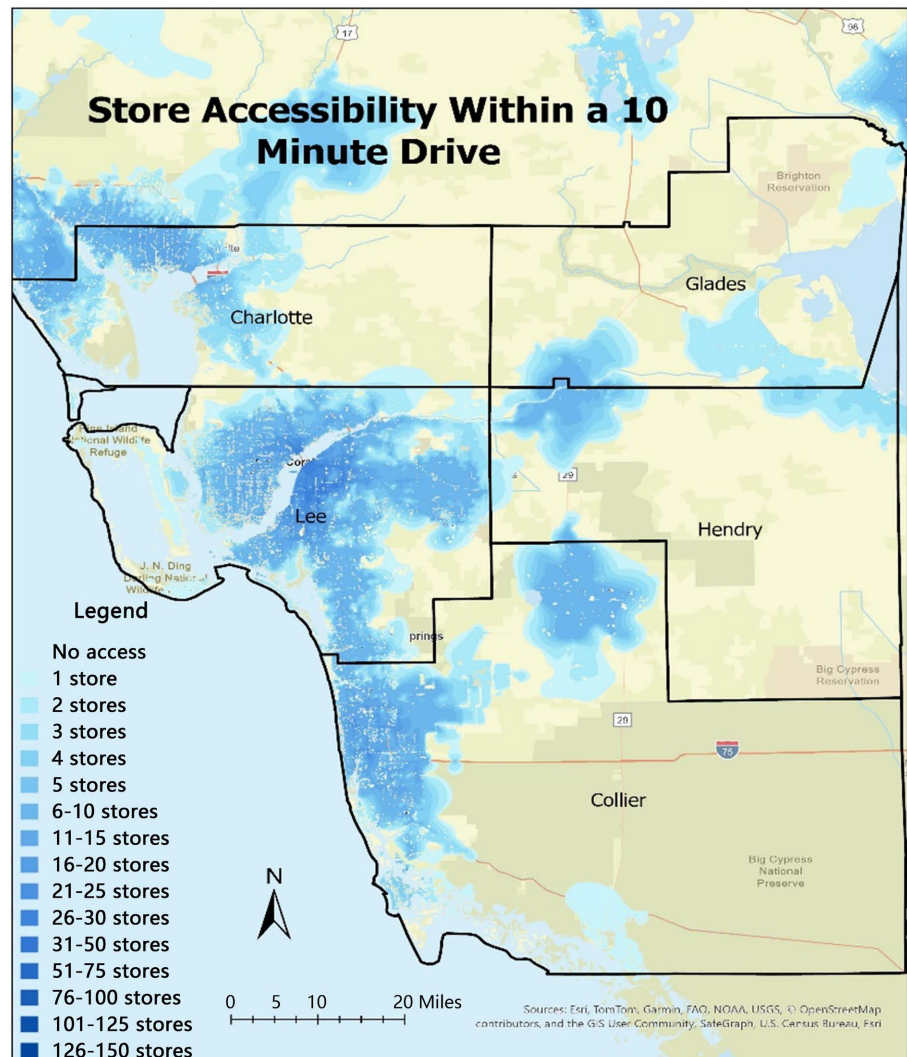 17
98
Store Accessibility Within a 10
Minute Drive
Brighton
Reservation
Glades
Charlotte
National Wildlife
Refuge
Coral
Lee
29
Hendry
J. N. Ding
Darling National
Wildlife
Legend
prings
No access
1 store
2 stores
3 stores
4 stores
5 stores
6-10 stores
11-15 stores
16-20 stores
21-25 stores
26-30 stores
31-50 stores
51-75 stores
76-100 stores
101-125 stores
126-150 stores
Big Cypress
Reservation
29
75
Collier
Big Cypress
National
Preserve
N
0 5 10 20 Miles
Sources: Esri, TomTom, Garmin, FAO, NOAA, USGS, © OpenStreetMap
contributors, and the GIS User Community, SafeGraph, U.S. Census Bureau, Esri